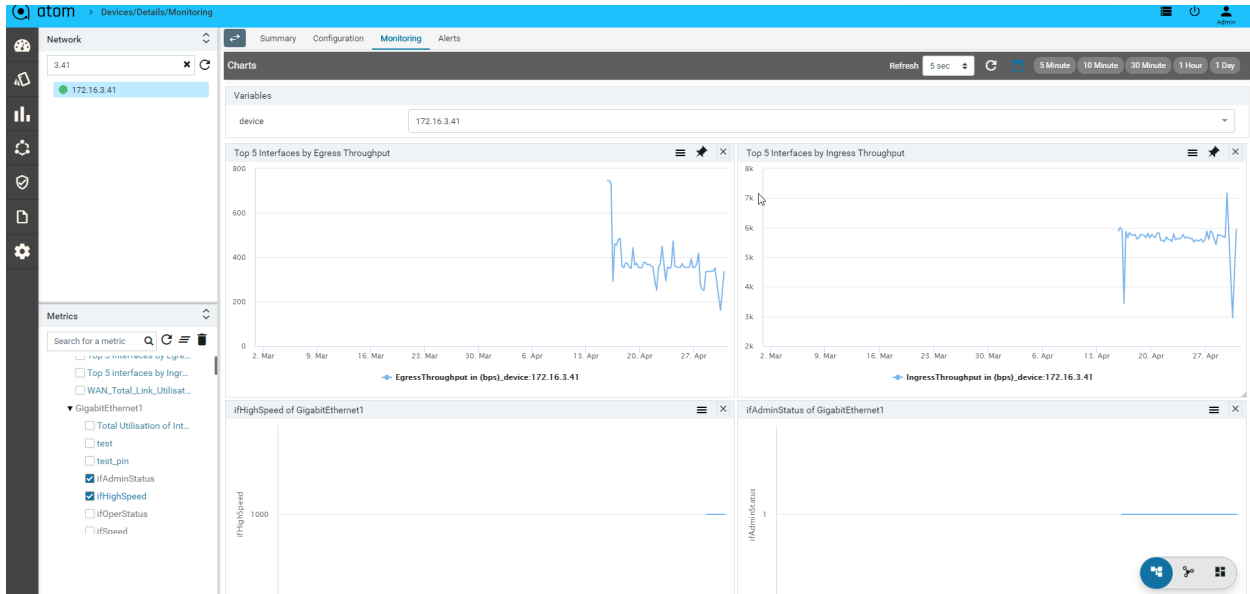 atom > Devices/Details/Monitoring
Admin
Network
3.41
172.16.3.41
Metrics
Search for a metric
Top 5 interfaces by Egre...
Top 5 interfaces by Ingr...
WAN_Total_Link_Utilisat...
GigabitEthernet1
Total Utilisation of Int...
test
test_pin
ifAdminStatus
ifHighSpeed
ifOperStatus
ifSpeed
Summary Configuration Monitoring Alerts
Charts Refresh 5 sec 5 Minute 10 Minute 30 Minute 1 Hour 1 Day
Variables
device 172.16.3.41
Top 5 Interfaces by Egress Throughput
800
600
400
200
0
2. Mar 9. Mar 16. Mar 23. Mar 30. Mar 6. Apr 13. Apr 20. Apr 27. Apr
EgressThroughput in (bps)_device:172.16.3.41
Top 5 Interfaces by Ingress Throughput
8k
7k
6k
5k
4k
3k
2k
2. Mar 9. Mar 16. Mar 23. Mar 30. Mar 6. Apr 13. Apr 20. Apr 27. Apr
IngressThroughput in (bps)_device:172.16.3.41
ifHighSpeed of GigabitEthernet1
ifHighSpeed
1000
ifAdminStatus of GigabitEthernet1
ifAdminStatus
1